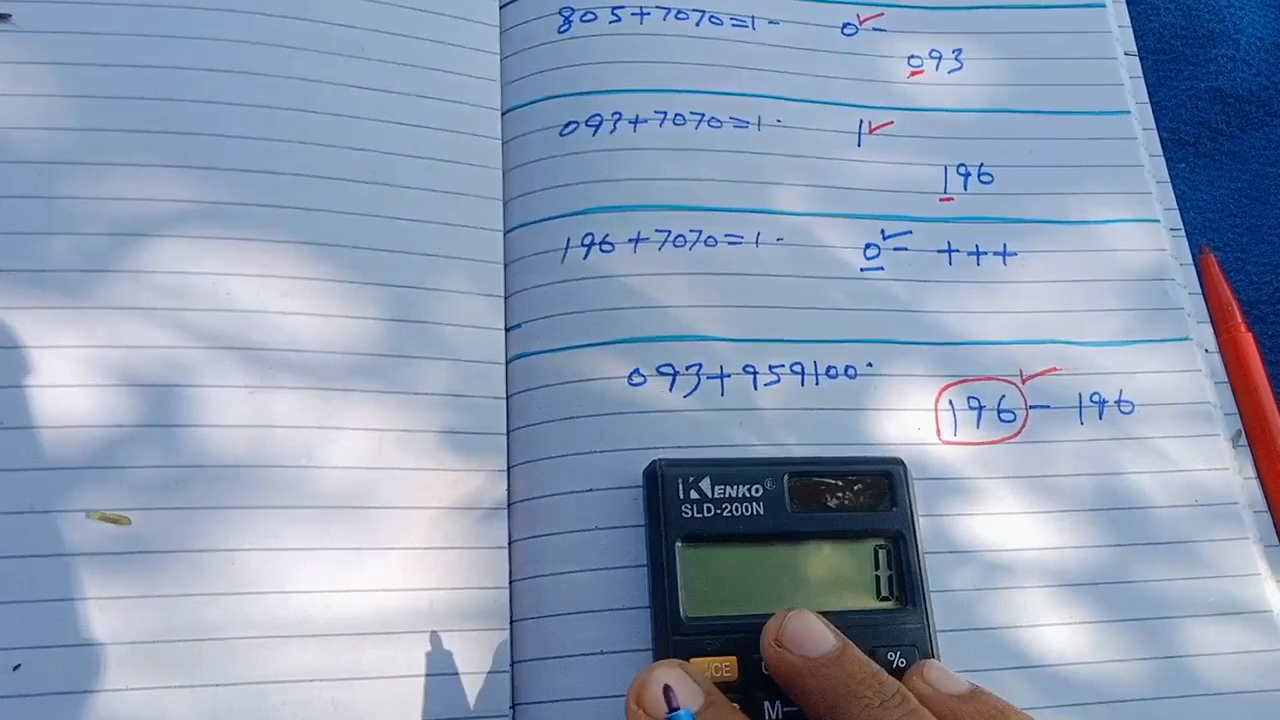 805+7070=1- 0-
093
093+7070=1. 1
196
196+7070=1- 0- +++
093+959100.
196-196
KENKO®
SLD-200N
0
/CE
%
M-